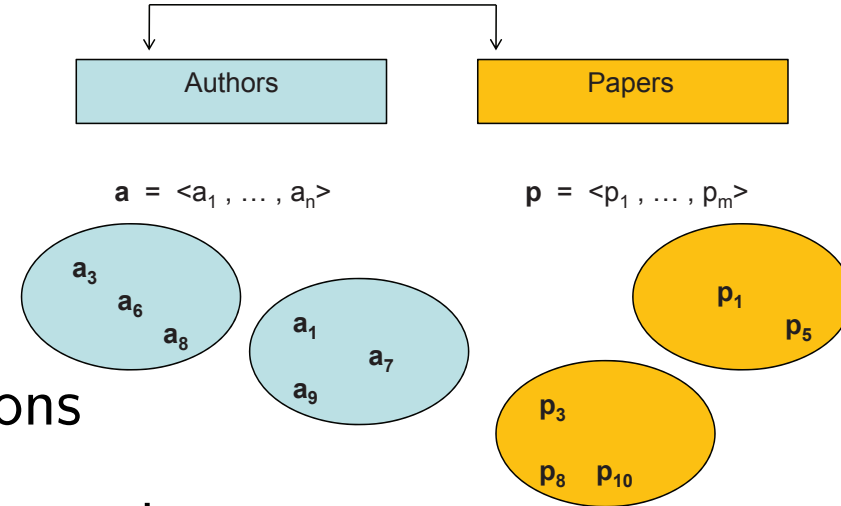 Authors
Papers
a = <a₁ , … , aₙ>
p = <p₁ , … , pₘ>
a₃
a₆
a₈
a₁
a₇
a₉
p₁
p₅
p₃
p₈ p₁₀
ons